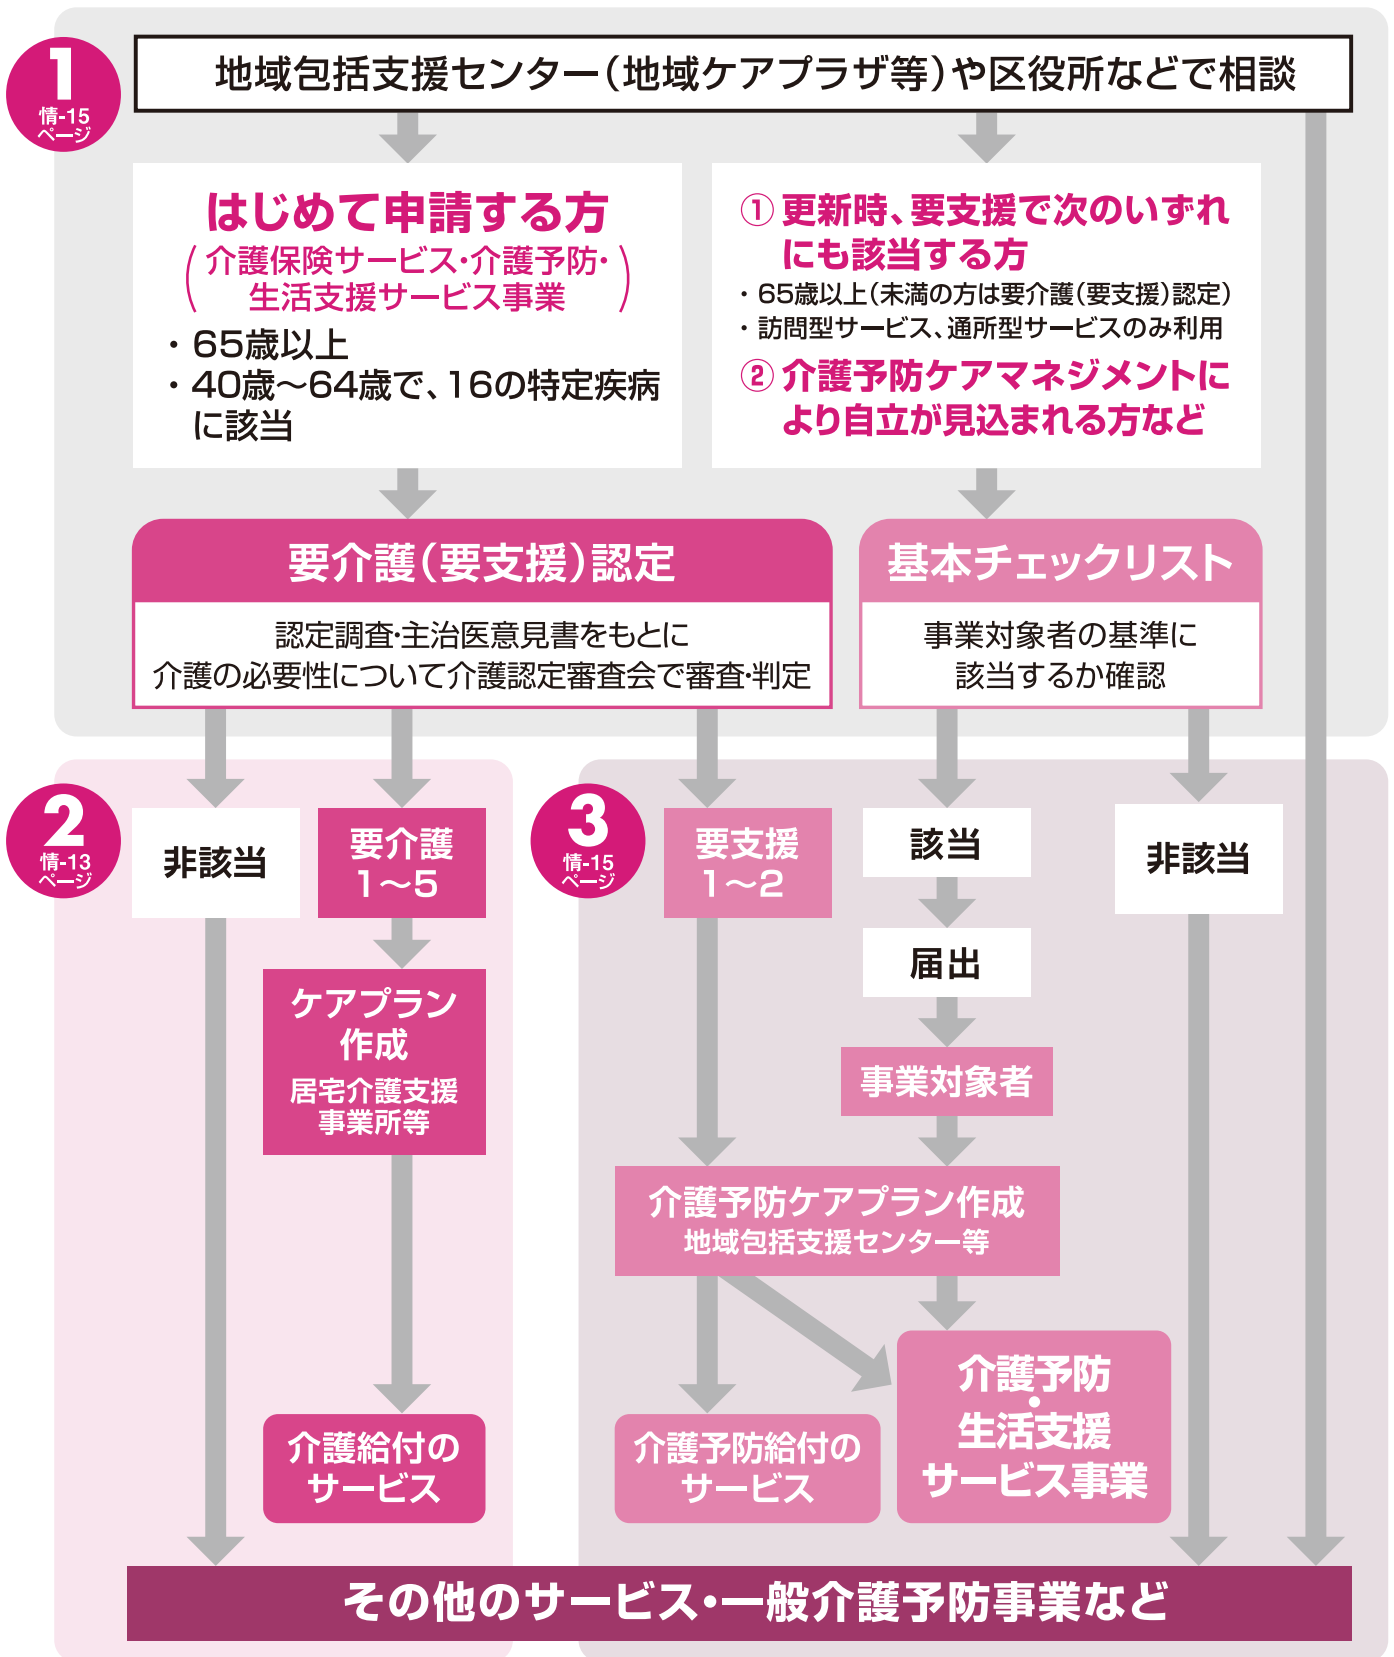 1
情-15
ページ
地域包括支援センター（地域ケアプラザ等）や区役所などで相談
はじめて申請する方
（介護保険サービス・介護予防・
生活支援サービス事業）
・65歳以上
・40歳～64歳で、16の特定疾病
に該当
① 更新時、要支援で次のいずれ
にも該当する方
・65歳以上（未満の方は要介護（要支援）認定）
・訪問型サービス、通所型サービスのみ利用
② 介護予防ケアマネジメントに
より自立が見込まれる方など
要介護（要支援）認定
認定調査・主治医意見書をもとに
介護の必要性について介護認定審査会で審査・判定
基本チェックリスト
事業対象者の基準に
該当するか確認
2
情-13
ページ
非該当
要介護
1～5
ケアプラン
作成
居宅介護支援
事業所等
介護給付の
サービス
3
情-15
ページ
要支援
1～2
該当
届出
事業対象者
非該当
介護予防ケアプラン作成
地域包括支援センター等
介護予防給付の
サービス
介護予防
・
生活支援
サービス事業
その他のサービス・一般介護予防事業など